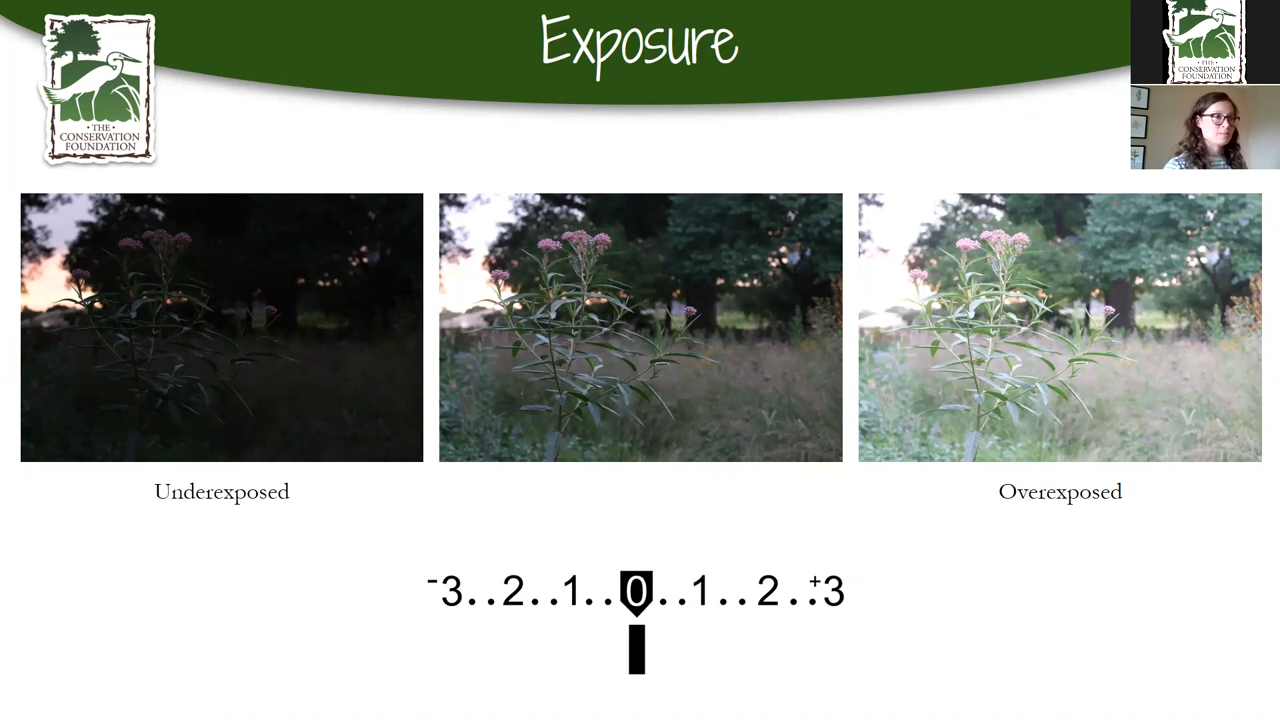 Exposure
• THE •
CONSERVATION
FOUNDATION
• THE •
CONSERVATION
FOUNDATION
Underexposed
Overexposed
-3..2..1..0..1..2..+3